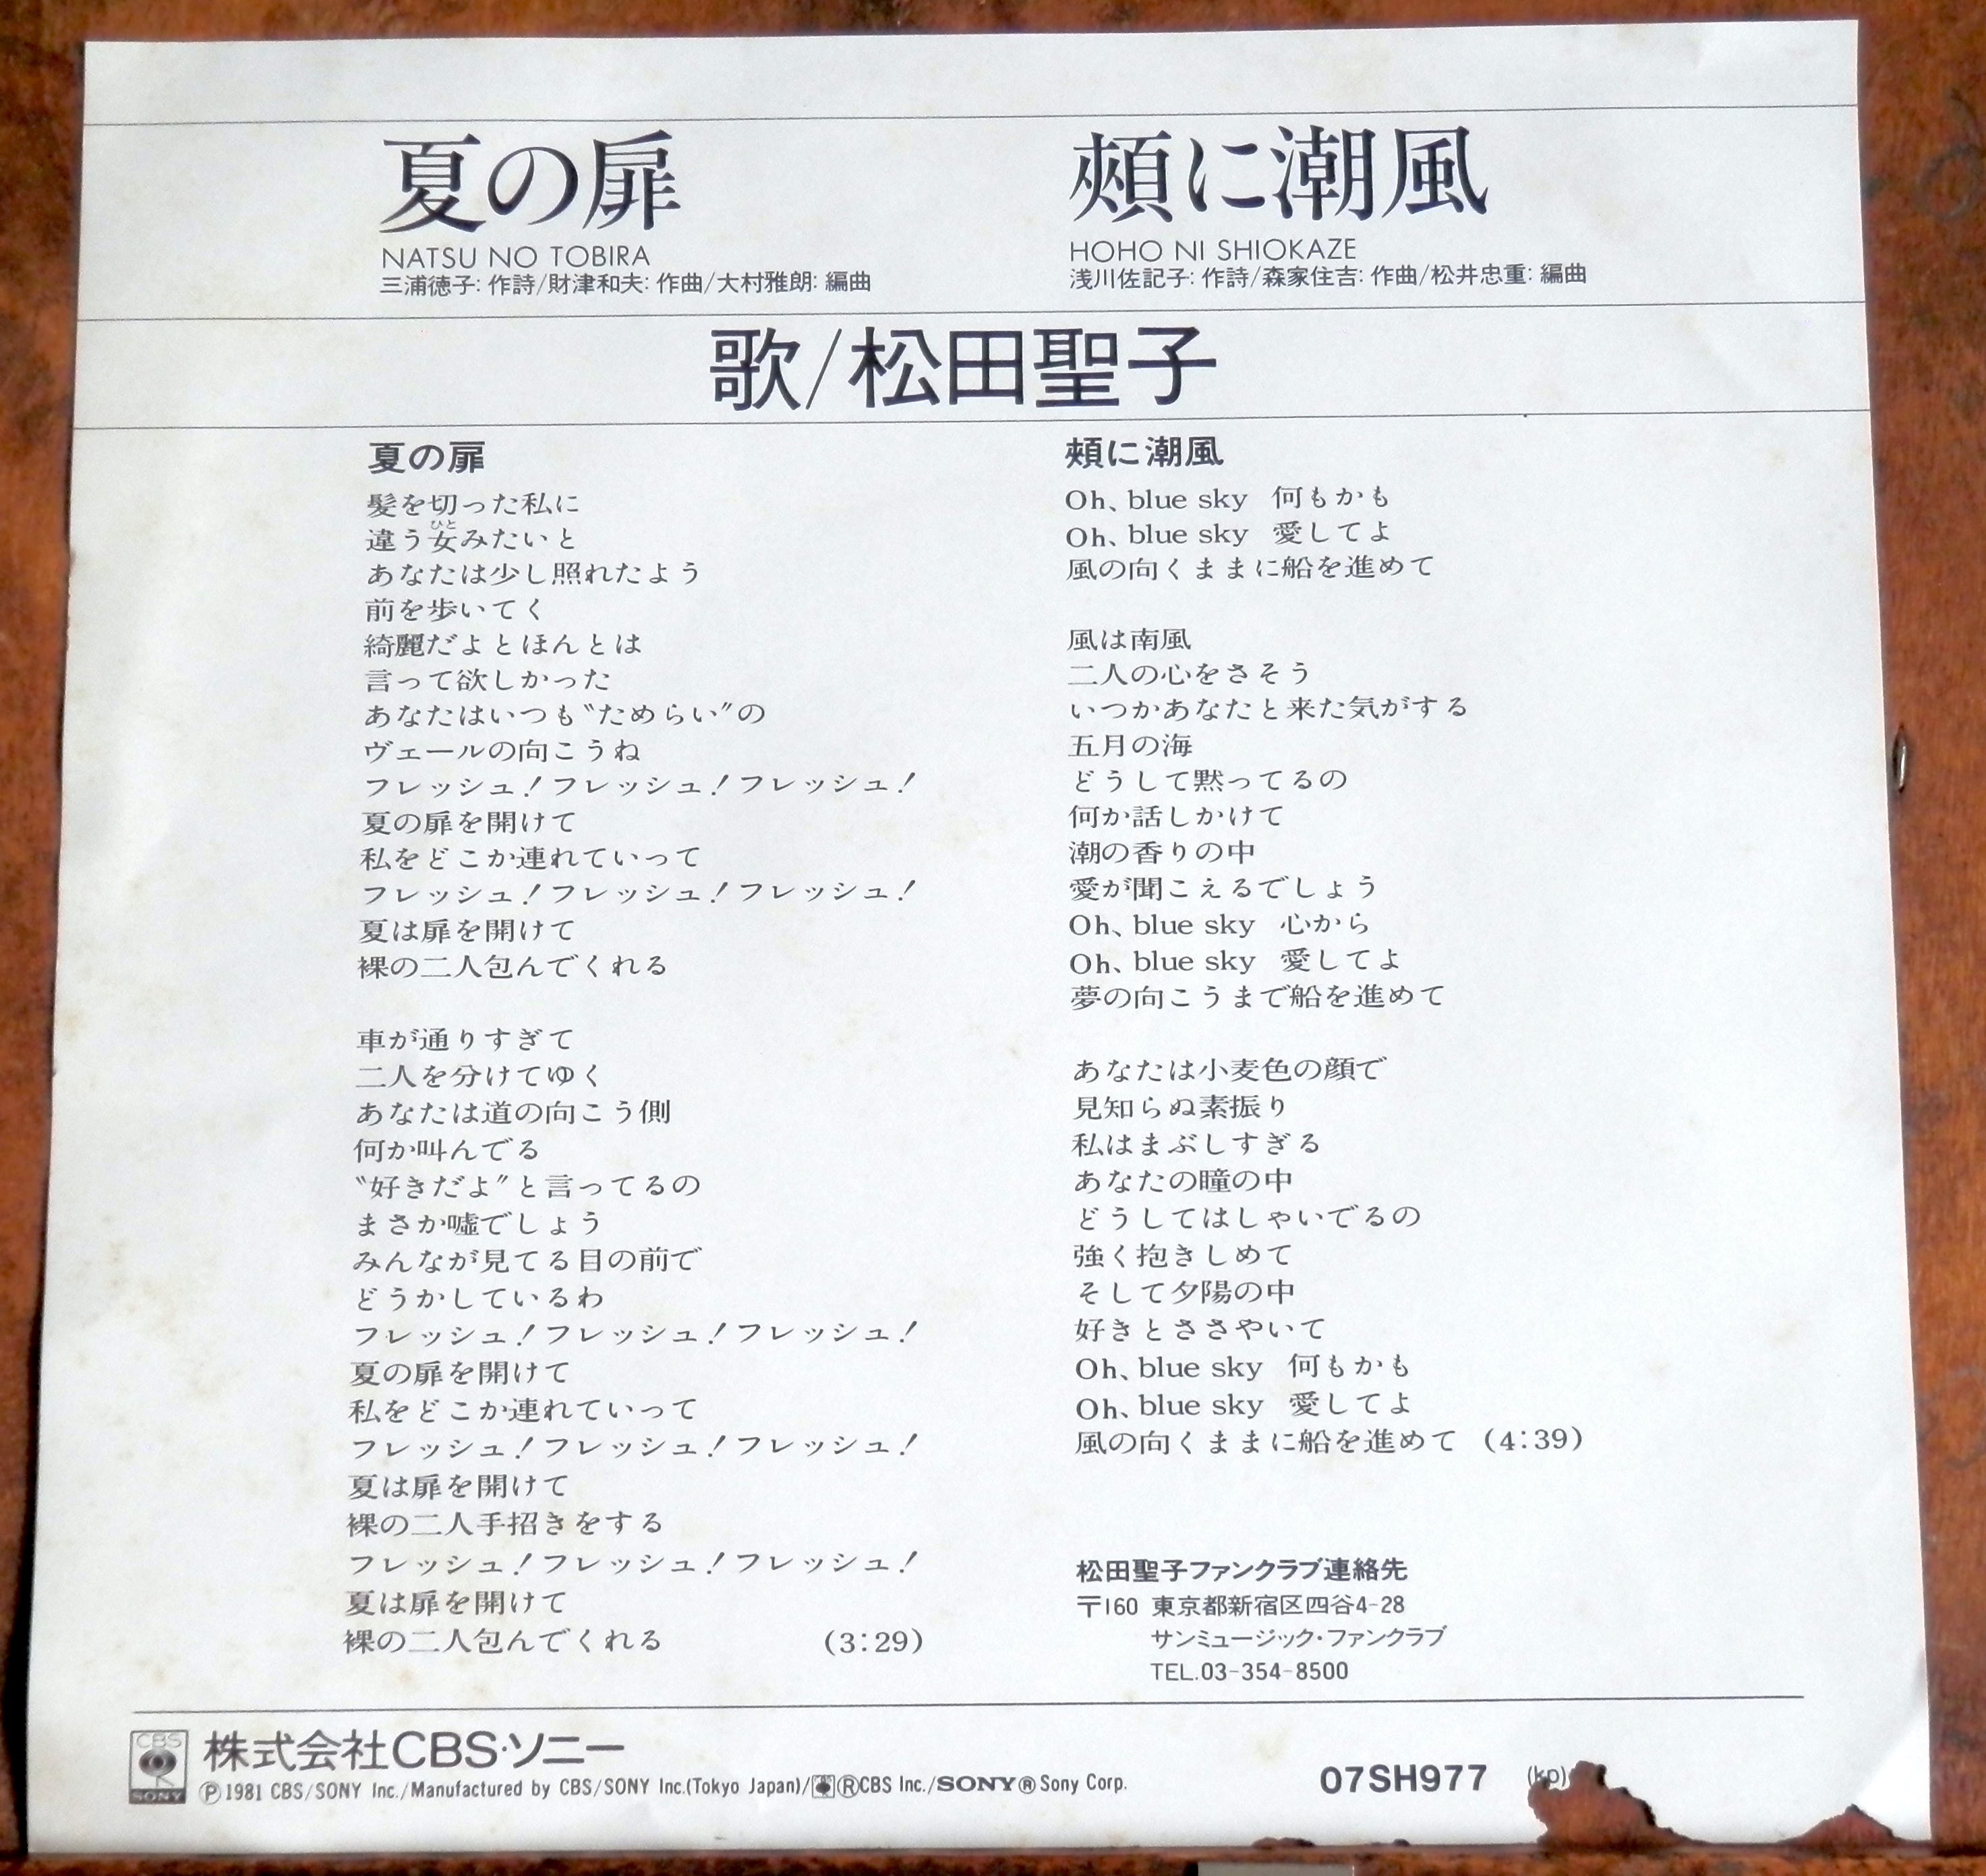 夏の扉
NATSU NO TOBIRA
三浦徳子: 作詩/財津和夫: 作曲/大村雅朗: 編曲
頰に潮風
HOHO NI SHIOKAZE
浅川佐記子: 作詩/森家住吉: 作曲/松井忠重: 編曲
歌/松田聖子
夏の扉
髪を切った私に
違う女みたいと
ひと
あなたは少し照れたよう
前を歩いてく
綺麗だよとほんとは
言って欲しかった
あなたはいつも〝ためらい〞の
ヴェールの向こうね
フレッシュ！フレッシュ！フレッシュ！
夏の扉を開けて
私をどこか連れていって
フレッシュ！フレッシュ！フレッシュ！
夏は扉を開けて
裸の二人包んでくれる
車が通りすぎて
二人を分けてゆく
あなたは道の向こう側
何か叫んでる
〝好きだよ〞と言ってるの
まさか嘘でしょう
みんなが見てる目の前で
どうかしているわ
フレッシュ！フレッシュ！フレッシュ！
夏の扉を開けて
私をどこか連れていって
フレッシュ！フレッシュ！フレッシュ！
夏は扉を開けて
裸の二人手招きをする
フレッシュ！フレッシュ！フレッシュ！
夏は扉を開けて
裸の二人包んでくれる (3:29)
頰に潮風
Oh、blue sky 何もかも
Oh、blue sky 愛してよ
風の向くままに船を進めて
風は南風
二人の心をさそう
いつかあなたと来た気がする
五月の海
どうして黙ってるの
何か話しかけて
潮の香りの中
愛が聞こえるでしょう
Oh、blue sky 心から
Oh、blue sky 愛してよ
夢の向こうまで船を進めて
あなたは小麦色の顔で
見知らぬ素振り
私はまぶしすぎる
あなたの瞳の中
どうしてはしゃいでるの
強く抱きしめて
そして夕陽の中
好きとささやいて
Oh、blue sky 何もかも
Oh、blue sky 愛してよ
風の向くままに船を進めて (4:39)
松田聖子ファンクラブ連絡先
〒160 東京都新宿区四谷4-28
サンミュージック・ファンクラブ
TEL.03-354-8500
CBS
SONY
株式会社CBS・ソニー
Ⓟ1981 CBS/SONY Inc./Manufactured by CBS/SONY Inc.(Tokyo Japan)/ⓇCBS Inc./SONY®Sony Corp.
07SH977 (kp)